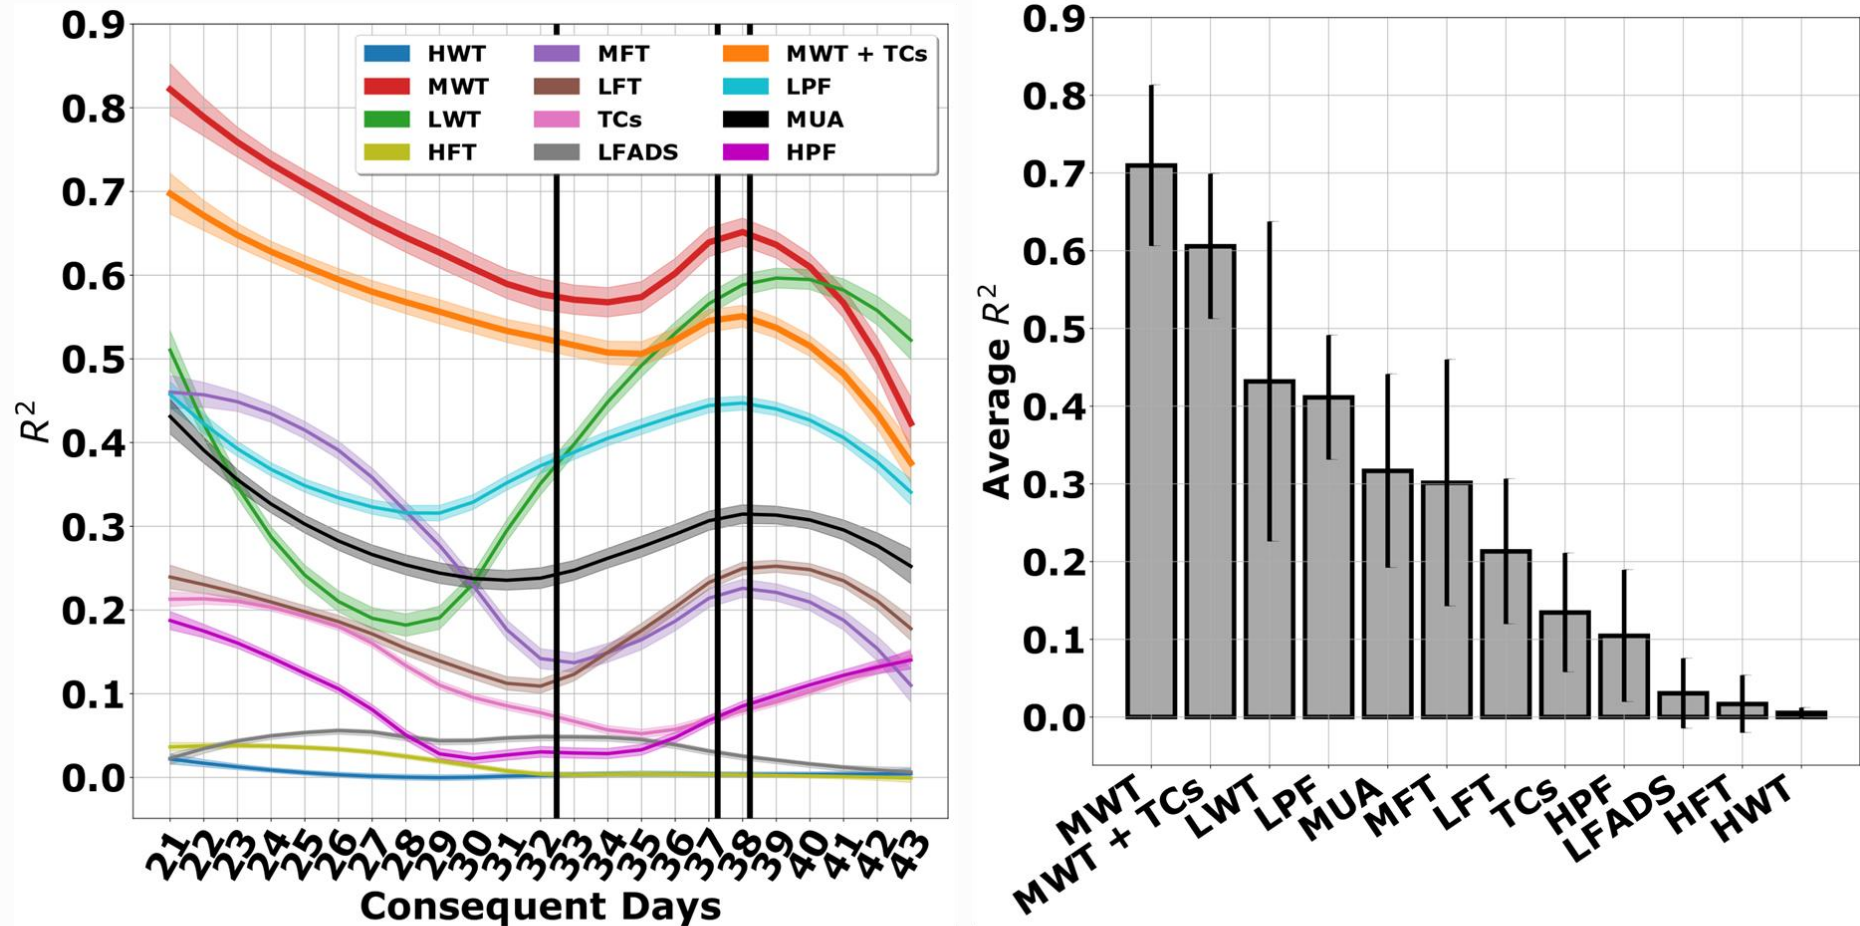 0.9
0.8
0.7
0.6
0.5
0.4
0.3
0.2
0.1
0.0
R²
HWT
MWT
LWT
HFT
MFT
LFT
TCs
LFADS
MWT + TCs
LPF
MUA
HPF
21 22 23 24 25 26 27 28 29 30 31 32 33 34 35 36 37 38 39 40 41 42 43
Consequent Days
0.9
0.8
0.7
0.6
0.5
0.4
0.3
0.2
0.1
0.0
Average R²
MWT
MWT + TCs
LWT
LPF
MUA
MFT
LFT
TCs
HPF
LFADS
HFT
HWT